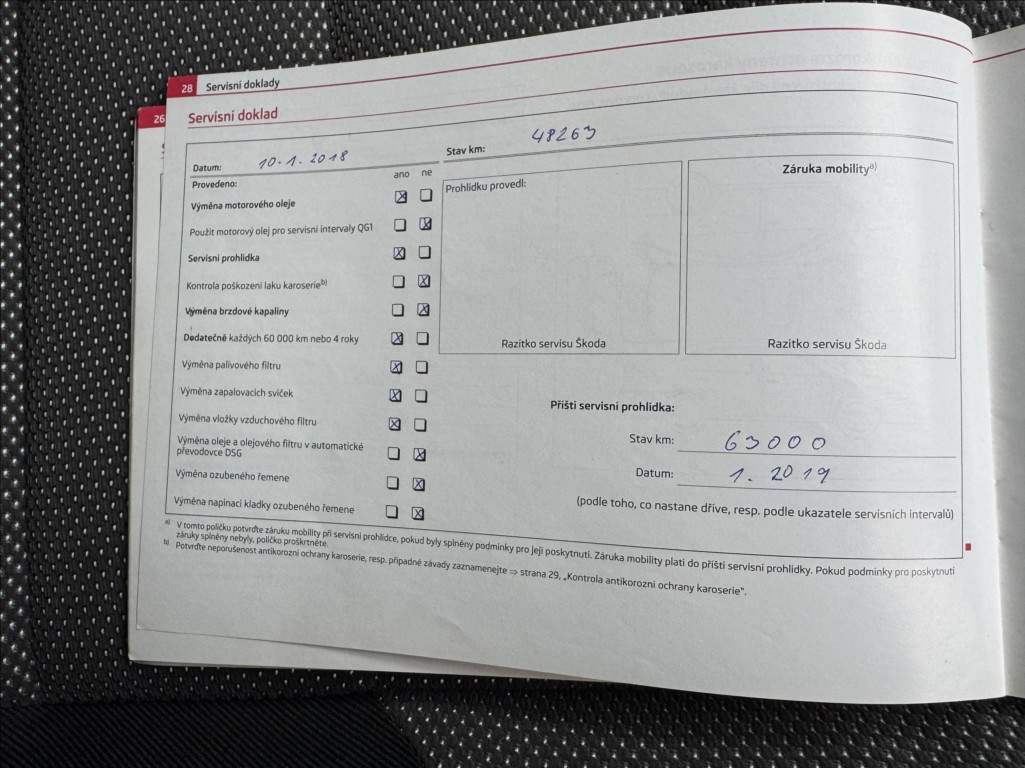 28 Servisní doklady
26
Servisní doklad
Datum: 10.1.2018
Stav km: 48263
Provedeno:
ano ne
Výměna motorového oleje
Použit motorový olej pro servisní intervaly QG1
Servisní prohlídka
Kontrola poškození laku karoserie b)
Výměna brzdové kapaliny
Dodatečně každých 60 000 km nebo 4 roky
Výměna palivového filtru
Výměna zapalovacích svíček
Výměna vložky vzduchového filtru
Výměna oleje a olejového filtru v automatické
převodovce DSG
Výměna ozubeného řemene
Výměna napínací kladky ozubeného řemene
Prohlídku provedl:
Razítko servisu Škoda
Záruka mobility a)
Razítko servisu Škoda
Příští servisní prohlídka:
Stav km: 63000
Datum: 1. 2019
(podle toho, co nastane dříve, resp. podle ukazatele servisních intervalů)
a) V tomto políčku potvrďte záruku mobility při servisní prohlídce, pokud byly splněny podmínky pro její poskytnutí. Záruka mobility platí do příští servisní prohlídky. Pokud podmínky pro poskytnutí
záruky splněny nebyly, políčko proškrtněte.
b) Potvrďte neporušenost antikorozní ochrany karoserie, resp. případné závady zaznamenejte ⇒ strana 29, „Kontrola antikorozní ochrany karoserie“.